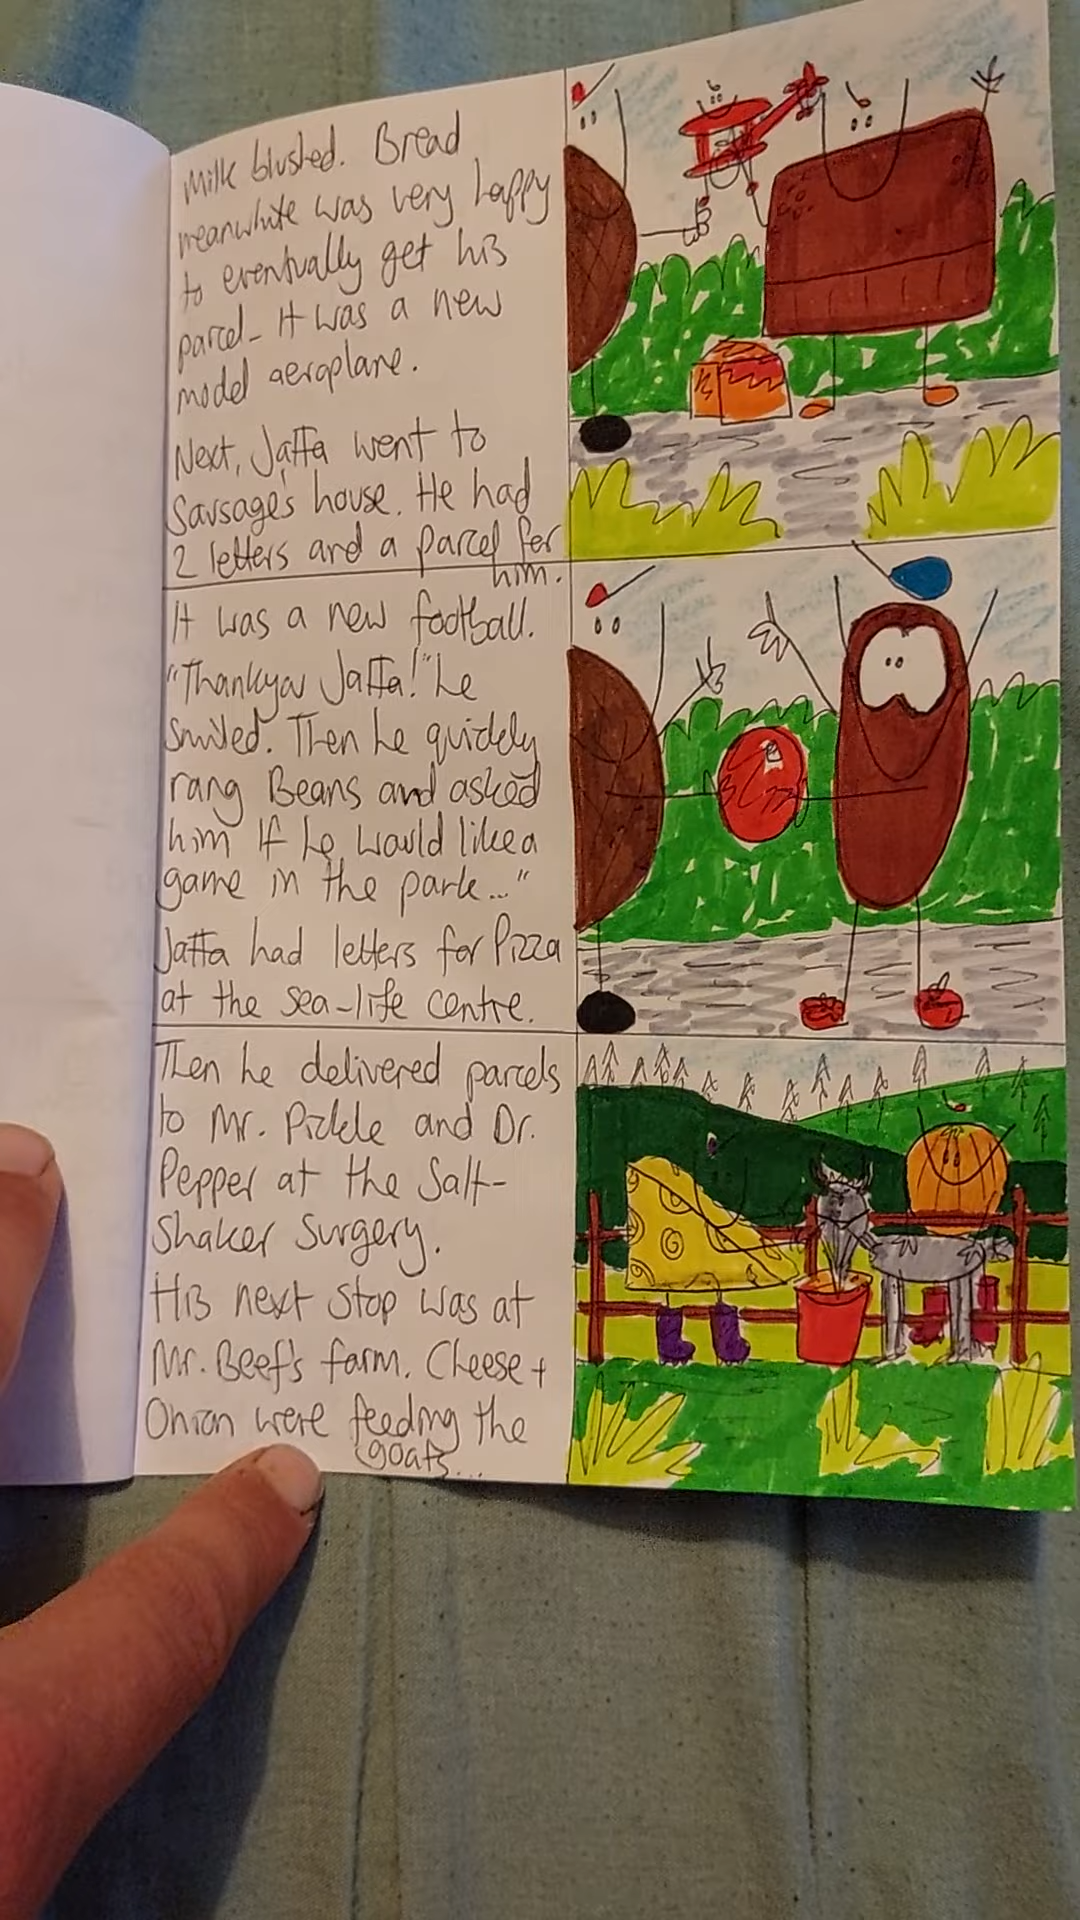 Milk blushed. Bread
meanwhile was very happy
to eventually get his
parcel - It was a new
model aeroplane.
Next, Jaffa went to
Sausage's house. He had
2 letters and a parcel for
him.
It was a new football.
"Thankyou Jaffa!" he
smiled. Then he quickly
rang Beans and asked
him if he would like a
game in the park..."
Jaffa had letters for Pizza
at the sea-life centre.
Then he delivered parcels
to Mr. Pickle and Dr.
Pepper at the Salt-
Shaker Surgery.
His next stop was at
Mr. Beef's farm. Cheese +
Onion were feeding the
goats...